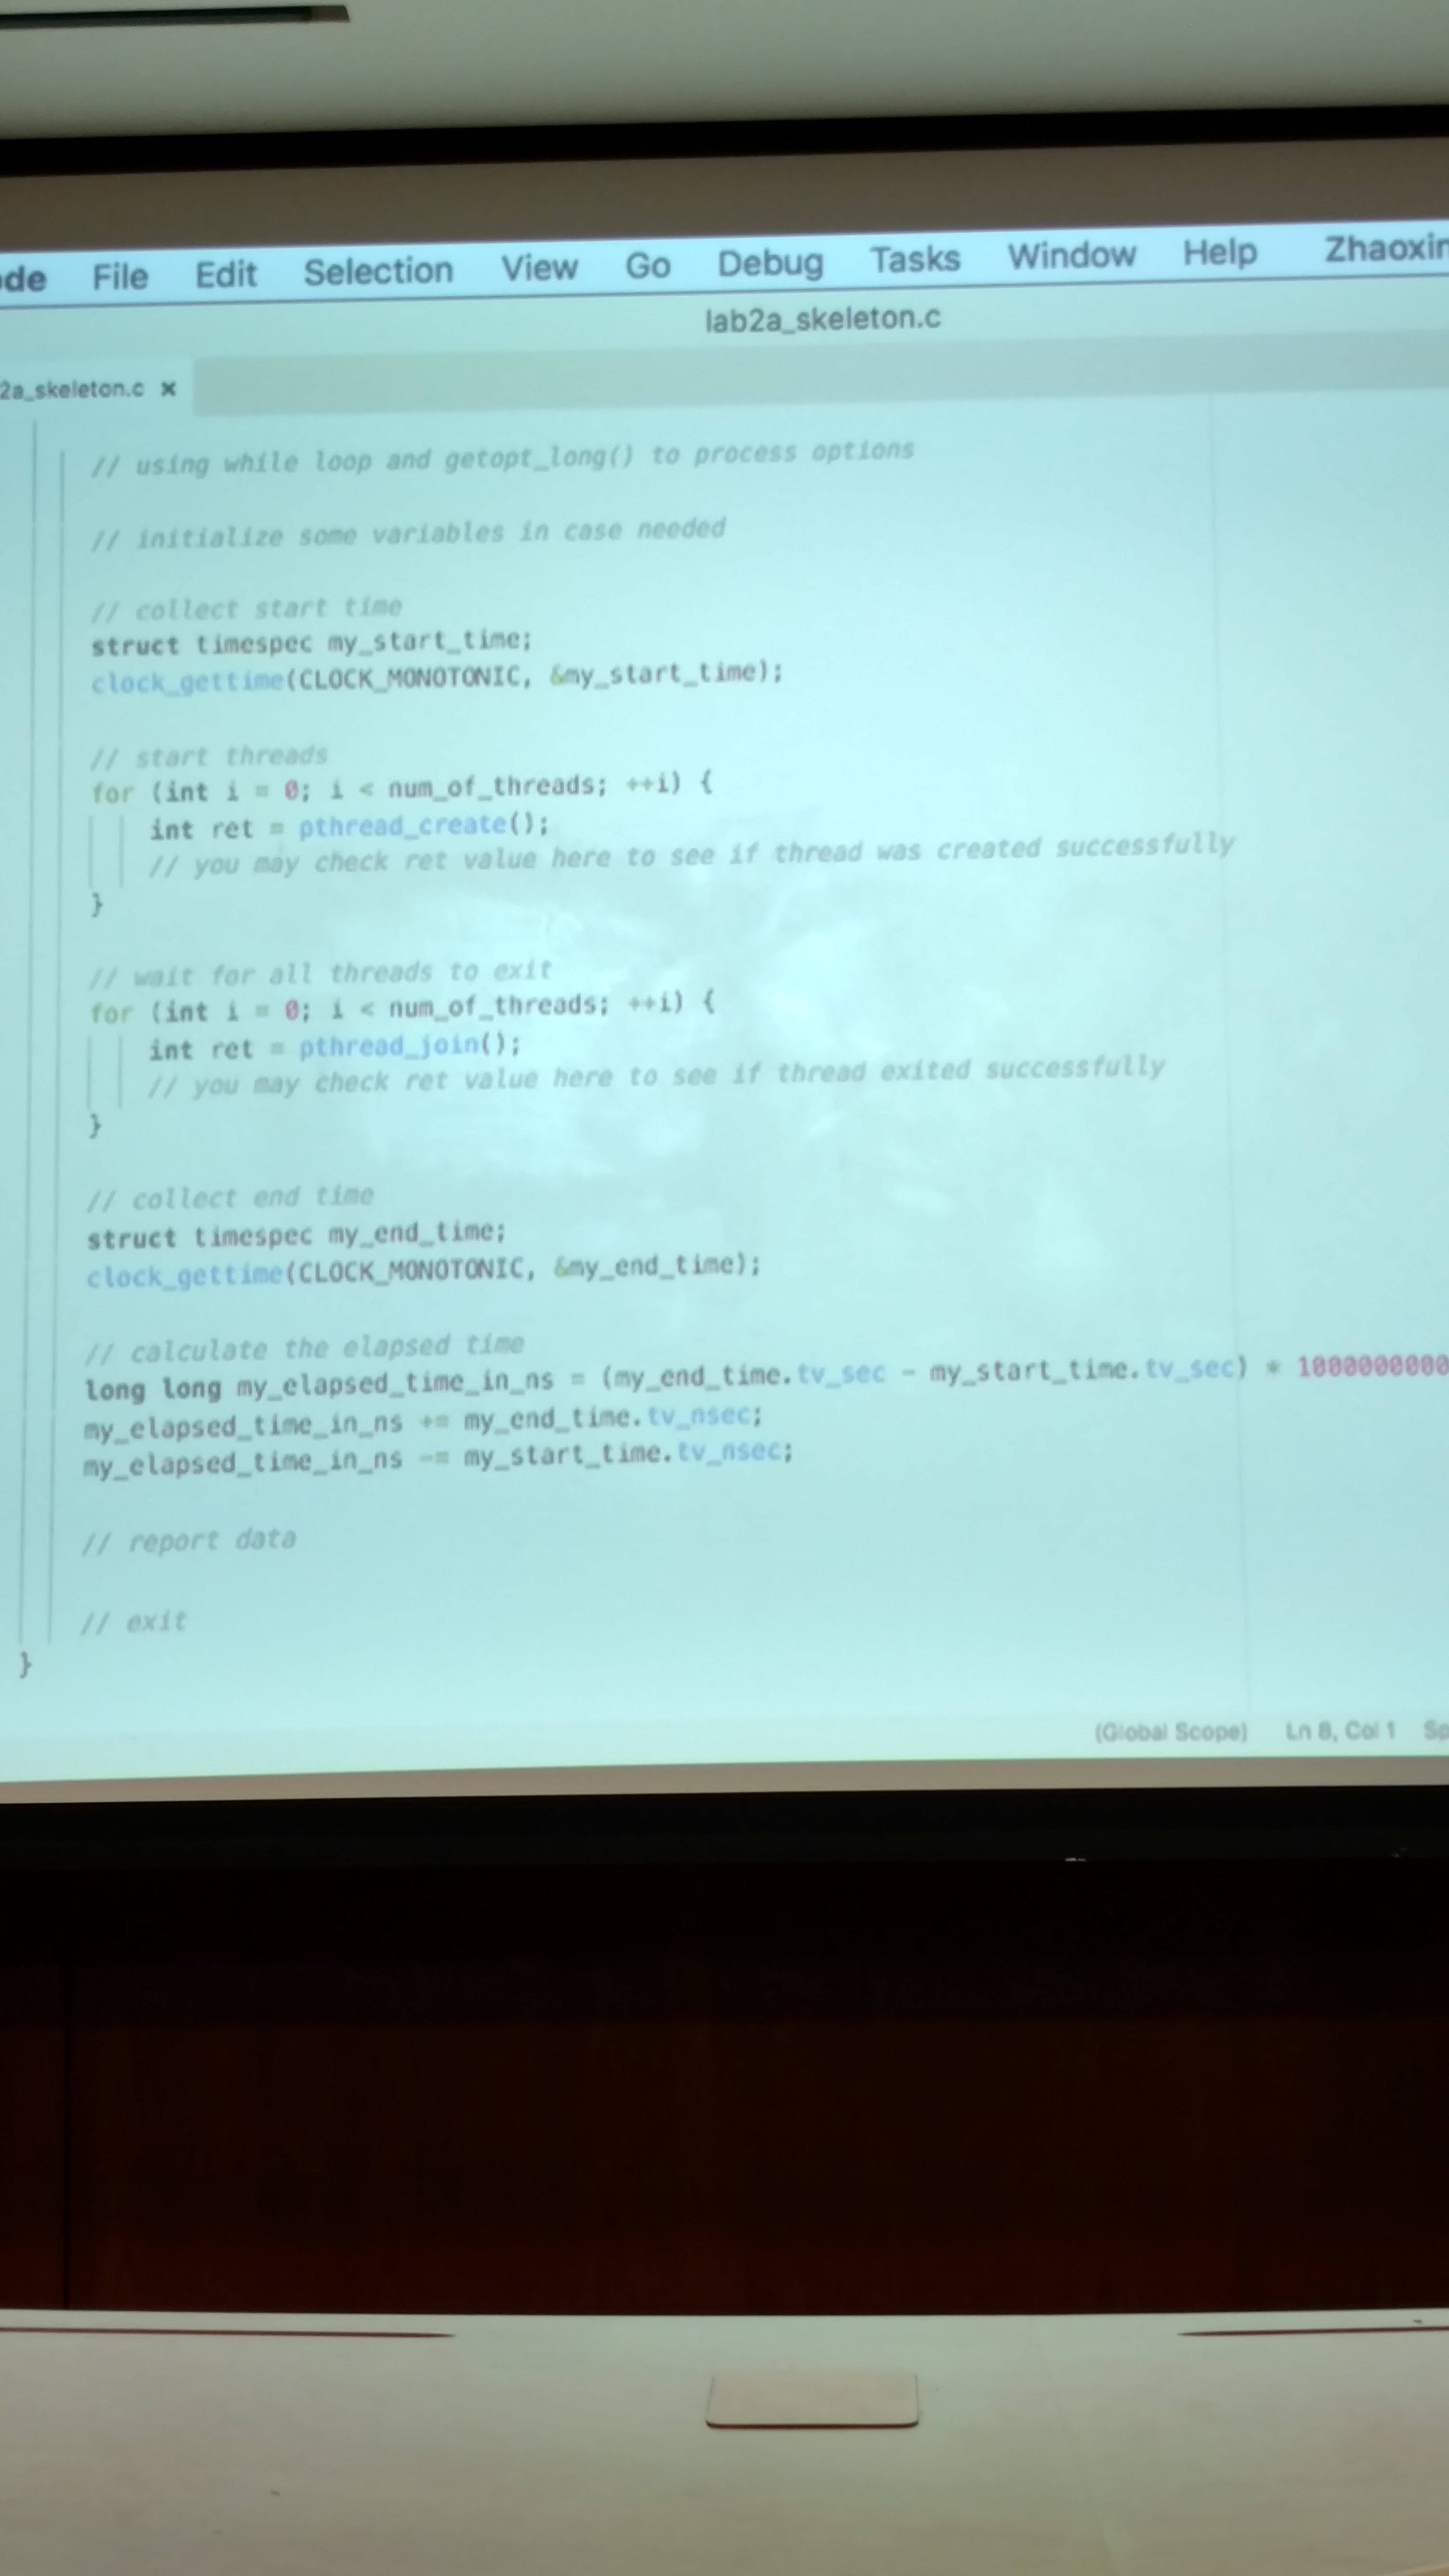 de File Edit Selection View Go Debug Tasks Window Help Zhaoxin
lab2a_skeleton.c
2a_skeleton.c ×
// using while loop and getopt_long() to process options
// initialize some variables in case needed
// collect start time
struct timespec my_start_time;
clock_gettime(CLOCK_MONOTONIC, &my_start_time);
// start threads
for (int i = 0; i < num_of_threads; ++i) {
int ret = pthread_create();
// you may check ret value here to see if thread was created successfully
}
// wait for all threads to exit
for (int i = 0; i < num_of_threads; ++i) {
int ret = pthread_join();
// you may check ret value here to see if thread exited successfully
}
// collect end time
struct timespec my_end_time;
clock_gettime(CLOCK_MONOTONIC, &my_end_time);
// calculate the elapsed time
long long my_elapsed_time_in_ns = (my_end_time.tv_sec - my_start_time.tv_sec) * 1000000000
my_elapsed_time_in_ns += my_end_time.tv_nsec;
my_elapsed_time_in_ns -= my_start_time.tv_nsec;
// report data
// exit
}
(Global Scope) Ln 8, Col 1 Sp